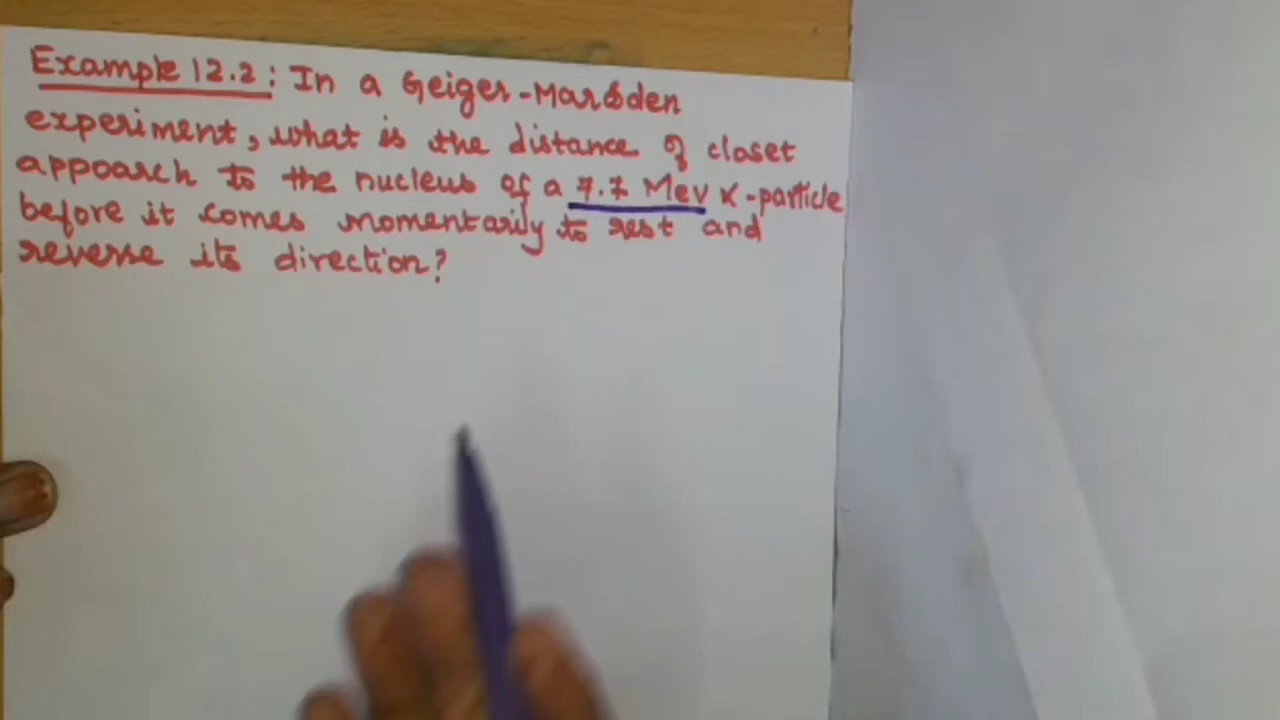 Example 12.2: In a Geiger-Marsden
experiment, what is the distance of closet
appoarch to the nucleus of a 7.7 Mev α-particle
before it comes momentarily to rest and
reverse its direction?